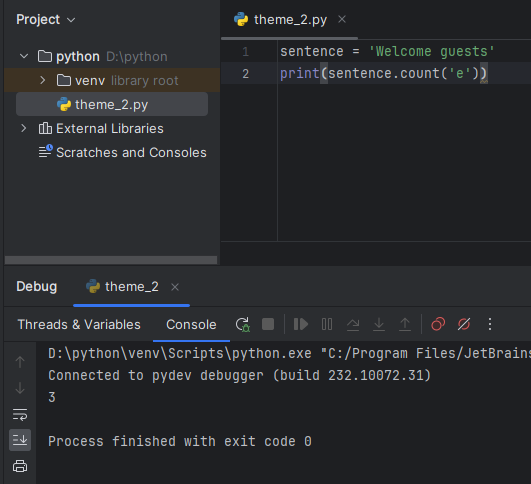 Project
python D:\python
venv library root
theme_2.py
External Libraries
Scratches and Consoles
theme_2.py
1 sentence = 'Welcome guests'
2 print(sentence.count('e'))
Debug theme_2
Threads & Variables Console
D:\python\venv\Scripts\python.exe "C:/Program Files/JetBrains
Connected to pydev debugger (build 232.10072.31)
3
Process finished with exit code 0